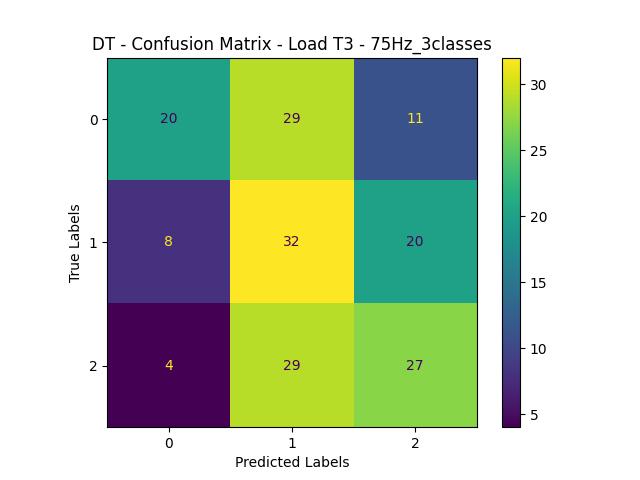 DT - Confusion Matrix - Load T3 - 75Hz_3classes
0 20 29 11
1 8 32 20
2 4 29 27
0 1 2
True Labels
Predicted Labels
30
25
20
15
10
5